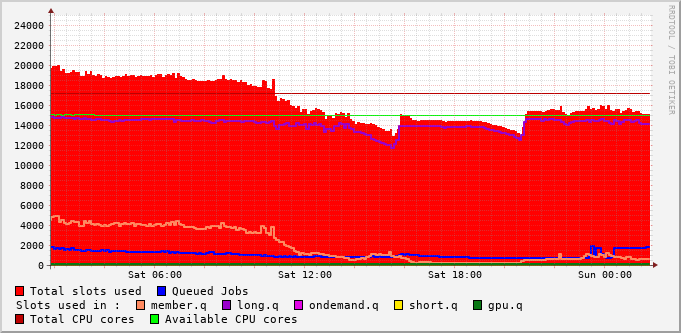 24000
22000
20000
18000
16000
14000
12000
10000
8000
6000
4000
2000
0
Sat 06:00 Sat 12:00 Sat 18:00 Sun 00:00
RRDTOOL / TOBI OETIKER
Total slots used Queued Jobs
Slots used in : member.q long.q ondemand.q short.q gpu.q
Total CPU cores Available CPU cores